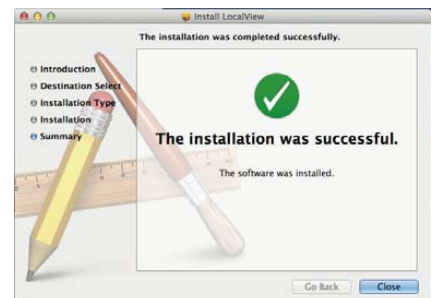 Install LocalView
The installation was completed successfully.
Introduction
Destination Select
Installation Type
Installation
Summary
The installation was successful.
The software was installed.
Go Back
Close